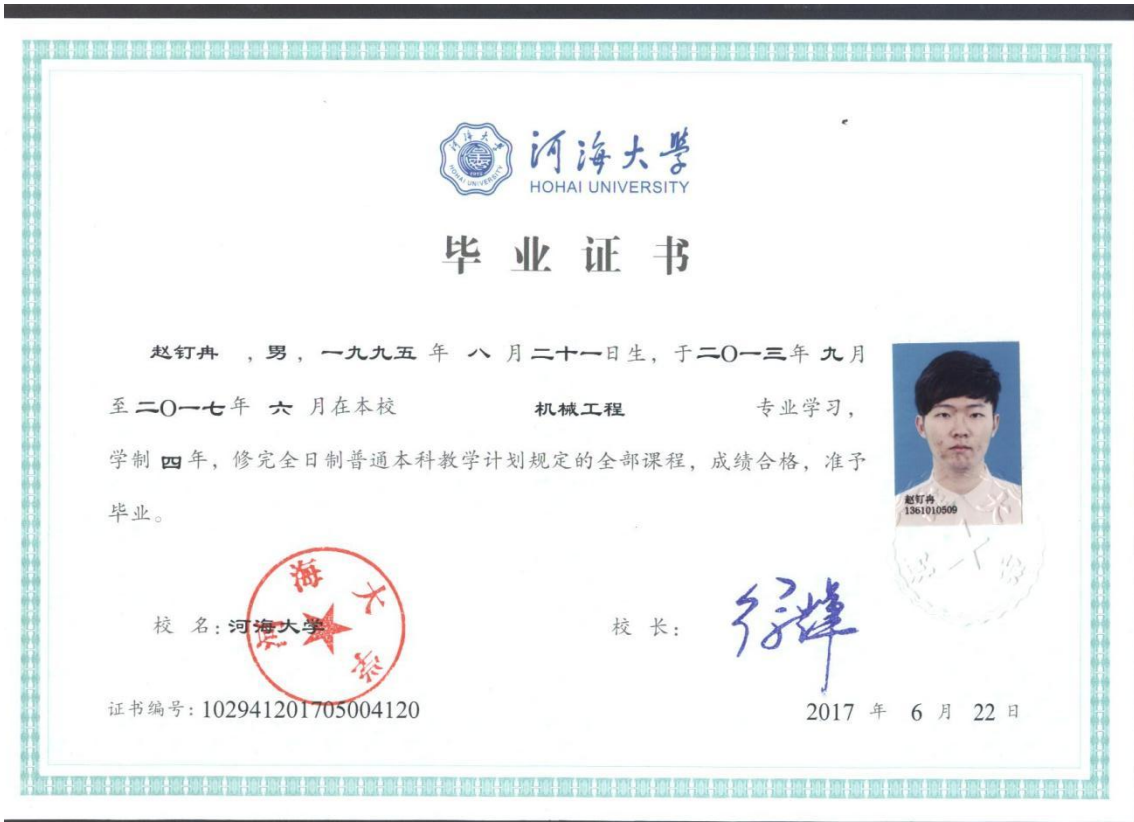 河海大學
HOHAI UNIVERSITY
毕业证书
赵钉冉 ，男，一九九五 年 八 月二十一日生，于二〇一三年 九月
至二〇一七年 六 月在本校 机械工程 专业学习，
学制 四年，修完全日制普通本科教学计划规定的全部课程，成绩合格，准予
毕业。
赵钉冉
1361010509
校 名：河海大学
校 长：
证书编号：102941201705004120
2017 年 6 月 22 日